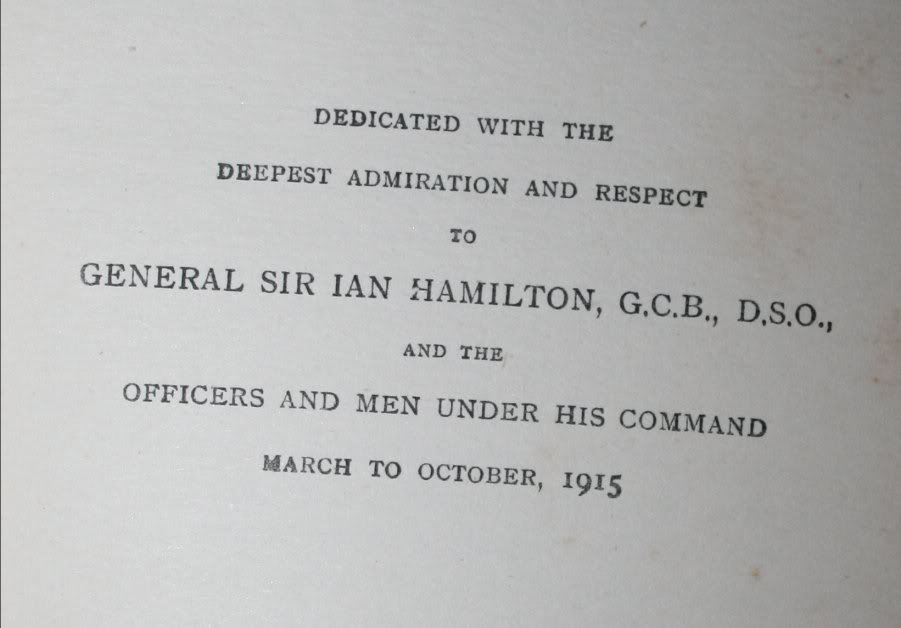 DEDICATED WITH THE
DEEPEST ADMIRATION AND RESPECT
TO
GENERAL SIR IAN HAMILTON, G.C.B., D.S.O.,
AND THE
OFFICERS AND MEN UNDER HIS COMMAND
MARCH TO OCTOBER, 1915